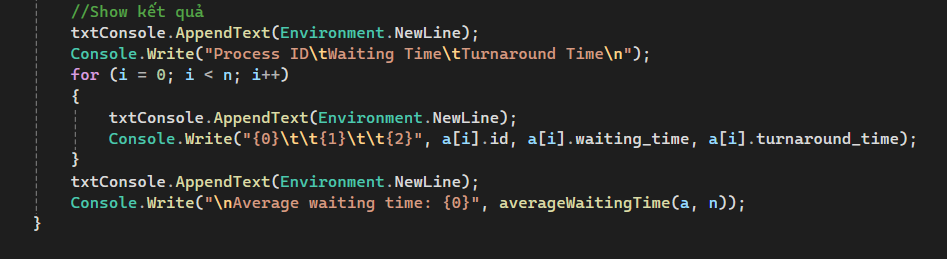 //Show kết quả
txtConsole.AppendText(Environment.NewLine);
Console.Write("Process ID\tWaiting Time\tTurnaround Time\n");
for (i = 0; i < n; i++)
{
txtConsole.AppendText(Environment.NewLine);
Console.Write("{0}\t\t{1}\t\t{2}", a[i].id, a[i].waiting_time, a[i].turnaround_time);
}
txtConsole.AppendText(Environment.NewLine);
Console.Write("\nAverage waiting time: {0}", averageWaitingTime(a, n));
}